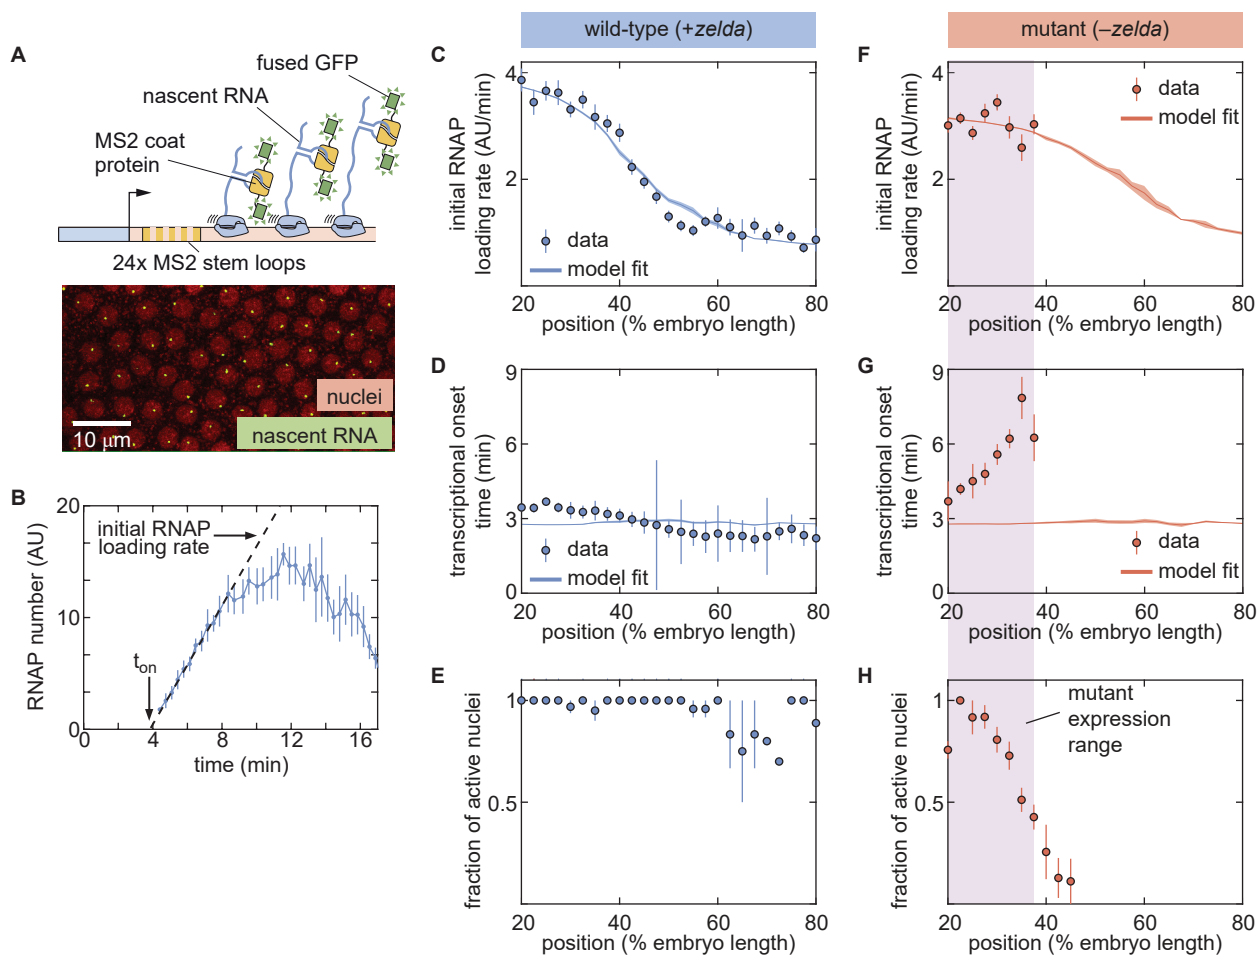 wild-type (+zelda)
mutant (–zelda)
A
fused GFP
nascent RNA
MS2 coat
protein
24x MS2 stem loops
nuclei
nascent RNA
10 μm
B
20
10
0
RNAP number (AU)
initial RNAP
loading rate
ton
0
4
8
12
16
time (min)
C
4
2
initial RNAP
loading rate (AU/min)
data
model fit
20
40
60
80
position (% embryo length)
D
9
6
3
0
transcriptional onset
time (min)
data
model fit
20
40
60
80
position (% embryo length)
E
1
0.5
fraction of active nuclei
20
40
60
80
position (% embryo length)
F
4
2
initial RNAP
loading rate (AU/min)
data
model fit
20
40
60
80
position (% embryo length)
G
9
6
3
0
transcriptional onset
time (min)
data
model fit
20
40
60
80
position (% embryo length)
H
1
0.5
fraction of active nuclei
mutant
expression
range
20
40
60
80
position (% embryo length)